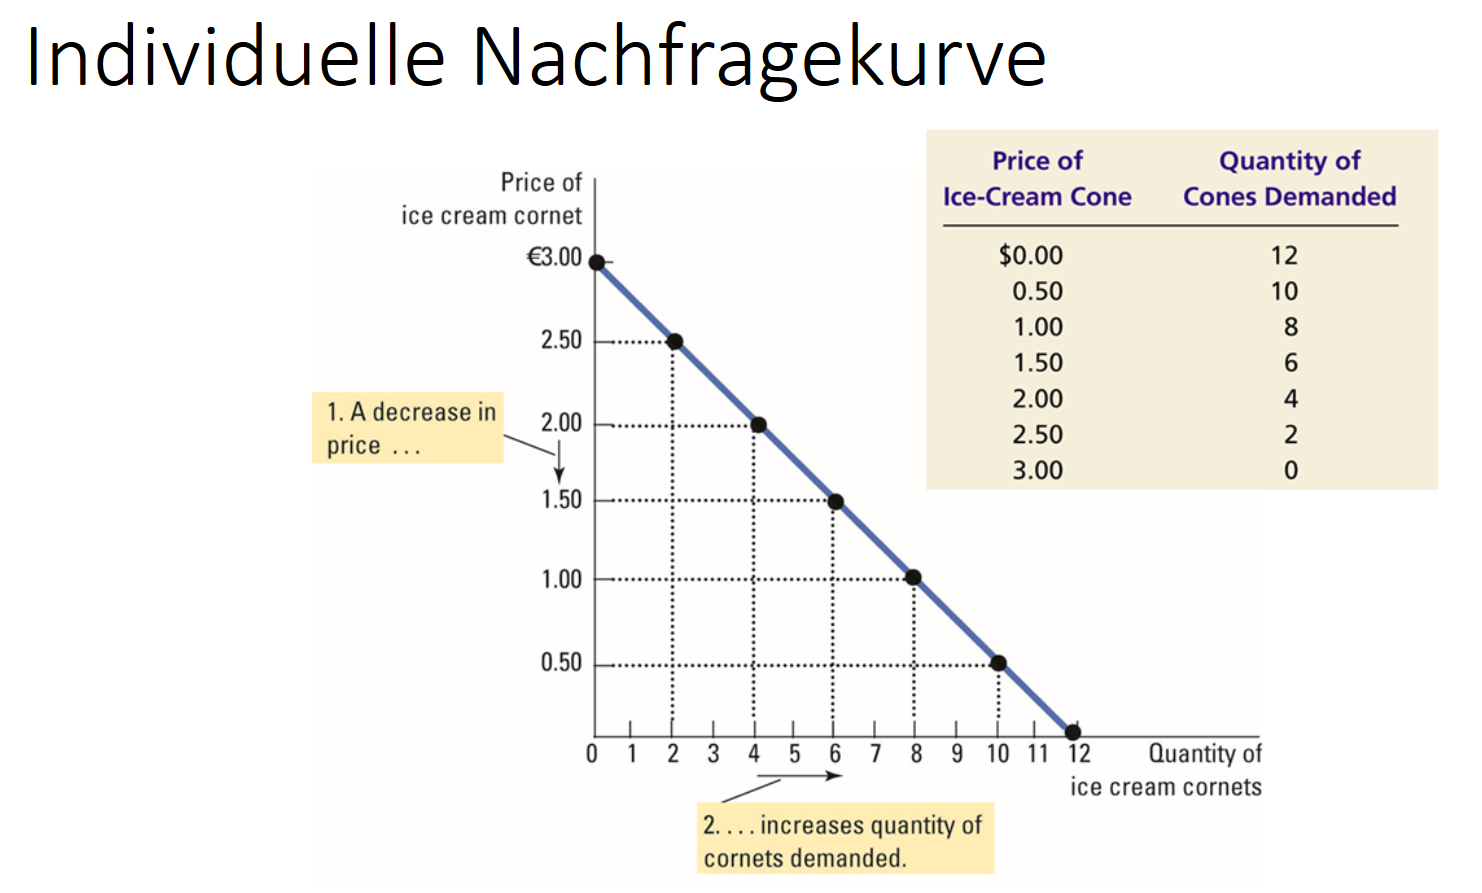 Individuelle Nachfragekurve
Price of
ice cream cornet
€3.00
2.50
2.00
1.50
1.00
0.50
1. A decrease in
price ...
0 1 2 3 4 5 6 7 8 9 10 11 12
Quantity of
ice cream cornets
2. . . . increases quantity of
cornets demanded.
Price of Quantity of
Ice-Cream Cone Cones Demanded
$0.00 12
0.50 10
1.00 8
1.50 6
2.00 4
2.50 2
3.00 0